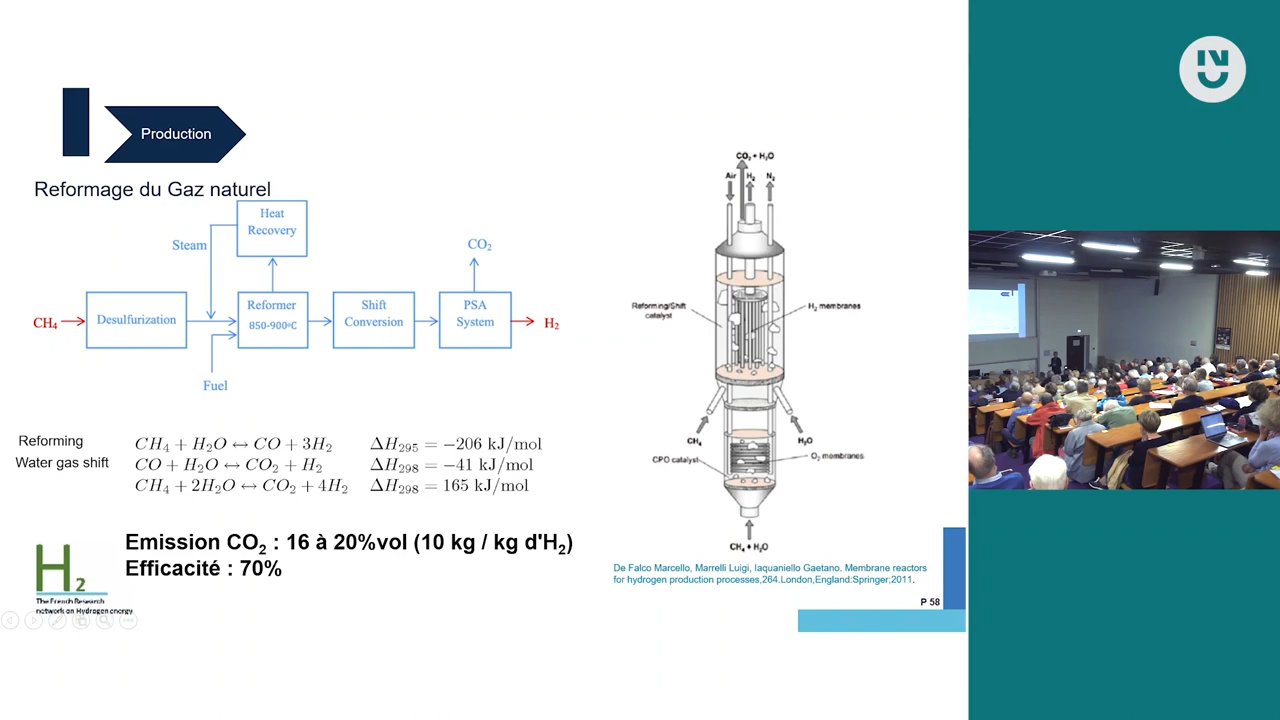 Production
Reformage du Gaz naturel
Heat
Recovery
Steam
CO₂
CH₄
Desulfurization
Reformer
850-900ºC
Shift
Conversion
PSA
System
H₂
Fuel
Reforming
CH₄ + H₂O ↔ CO + 3H₂ ΔH₂₉₅ = −206 kJ/mol
Water gas shift
CO + H₂O ↔ CO₂ + H₂ ΔH₂₉₈ = −41 kJ/mol
CH₄ + 2H₂O ↔ CO₂ + 4H₂ ΔH₂₉₈ = 165 kJ/mol
Emission CO₂ : 16 à 20%vol (10 kg / kg d'H₂)
Efficacité : 70%
H₂
The French Research
network on Hydrogen energy
CO₂ + H₂O
Air H₂ N₂
Reforming/Shift
catalyst
H₂ membranes
CH₄
H₂O
CPO catalyst
O₂ membranes
CH₄ + H₂O
De Falco Marcello, Marrelli Luigi, Iaquaniello Gaetano. Membrane reactors
for hydrogen production processes,264.London,England:Springer;2011.
P 58